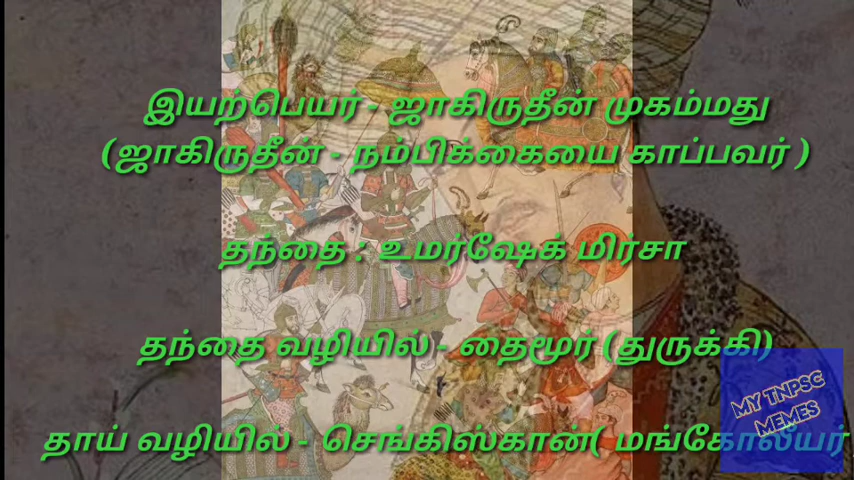 இயற்பெயர் - ஜாகிருதீன் முகம்மது
(ஜாகிருதீன் - நம்பிக்கையை காப்பவர் )
தந்தை : உமர்ஷேக் மிர்சா
தந்தை வழியில் - தைமூர் (துருக்கி)
தாய் வழியில் - செங்கிஸ்கான்( மங்கோலியர்
MY TNPSC
MEMES